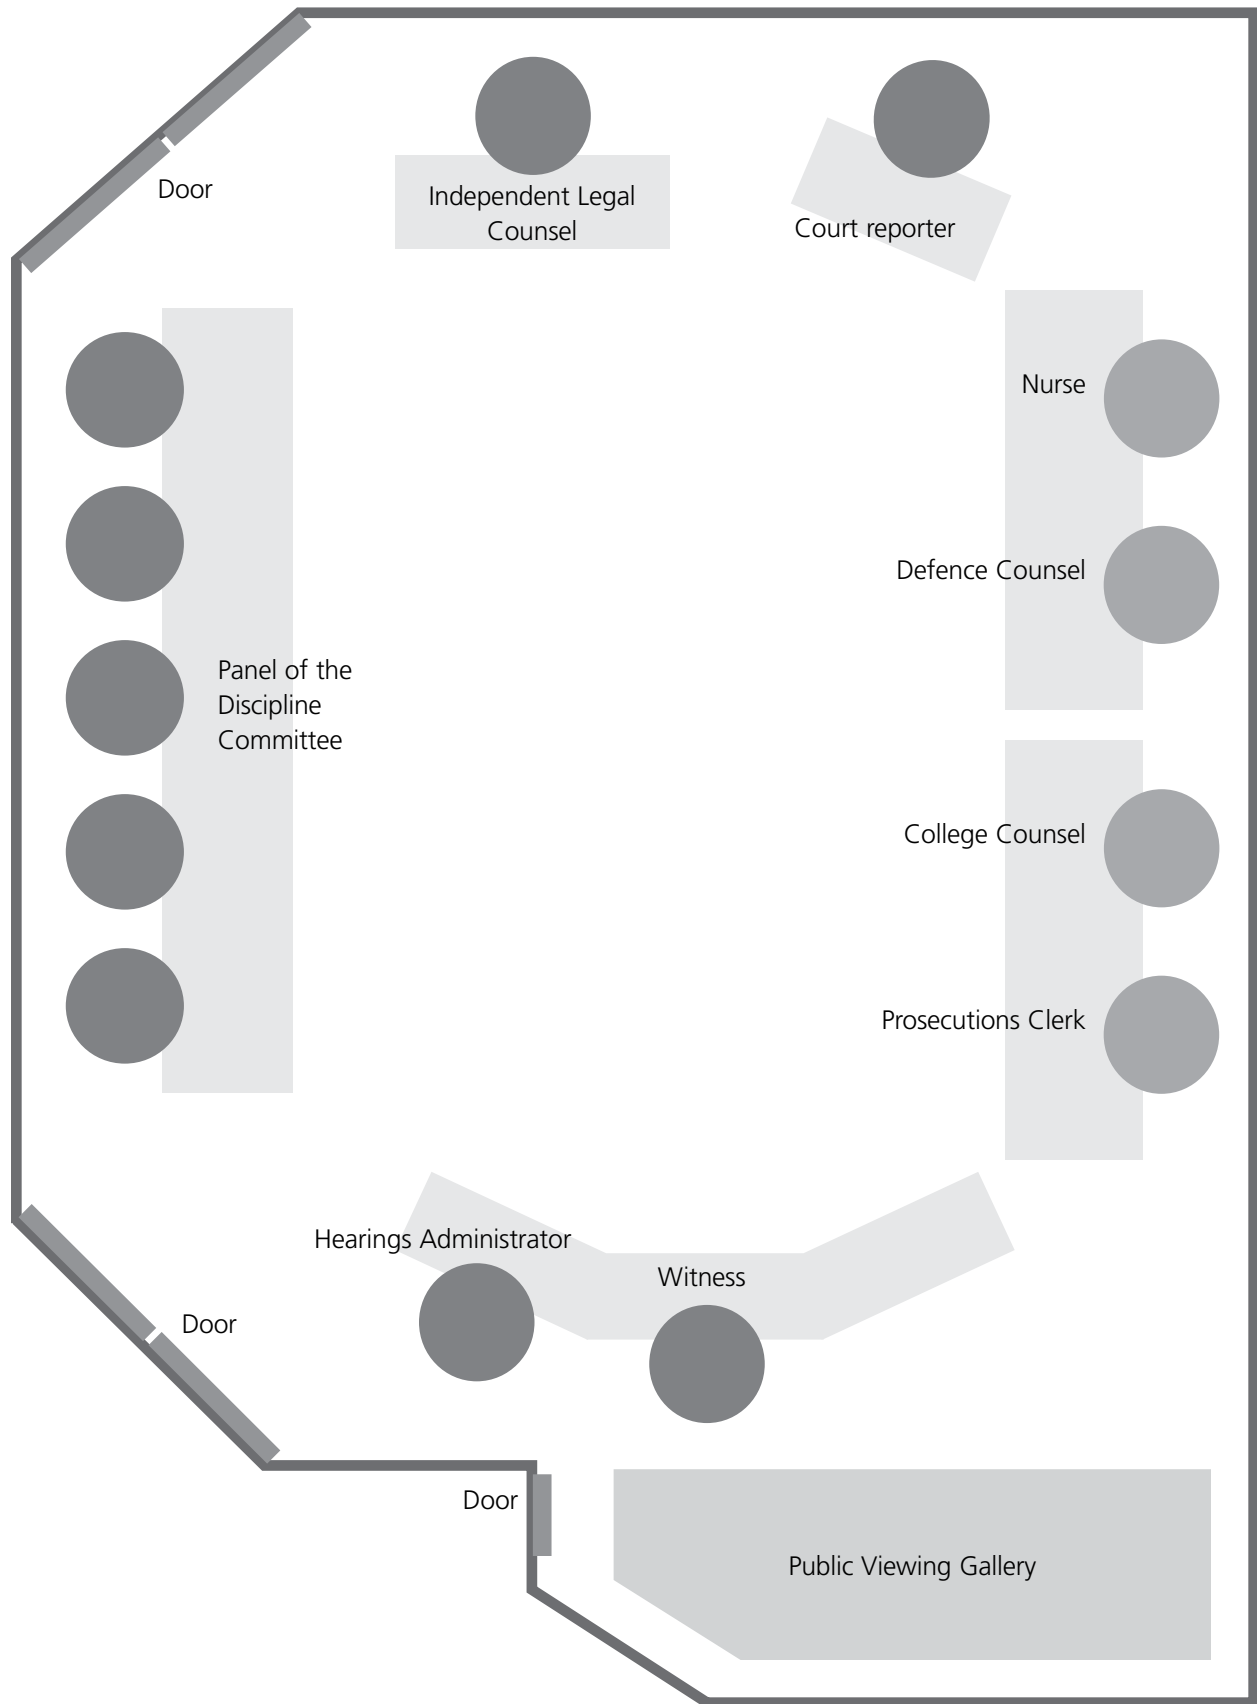 Door
Independent Legal
Counsel
Court reporter
Nurse
Defence Counsel
Panel of the
Discipline
Committee
College Counsel
Prosecutions Clerk
Hearings Administrator
Witness
Door
Door
Public Viewing Gallery